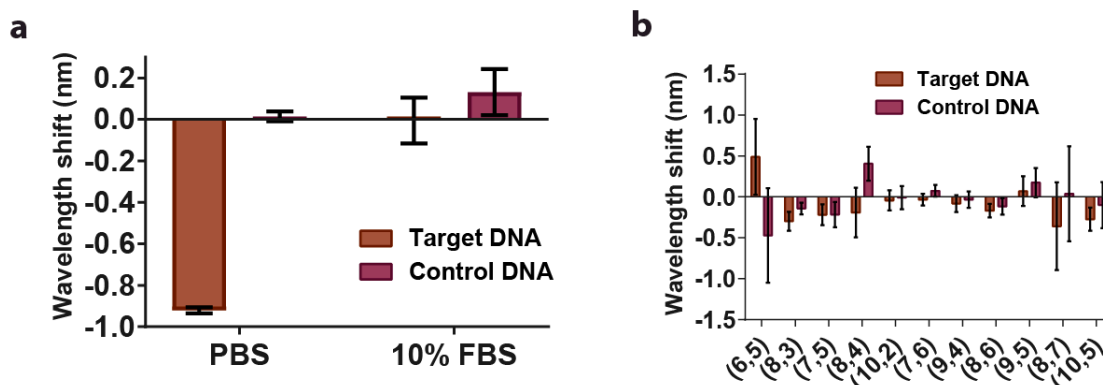 a
Wavelength shift (nm)
0.2
0.0
-0.2
-0.4
-0.6
-0.8
-1.0
Target DNA
Control DNA
PBS
10% FBS
b
Wavelength shift (nm)
1.5
1.0
0.5
0.0
-0.5
-1.0
-1.5
Target DNA
Control DNA
(6,5)
(8,3)
(7,5)
(8,4)
(10,2)
(7,6)
(9,4)
(8,6)
(9,5)
(8,7)
(10,5)